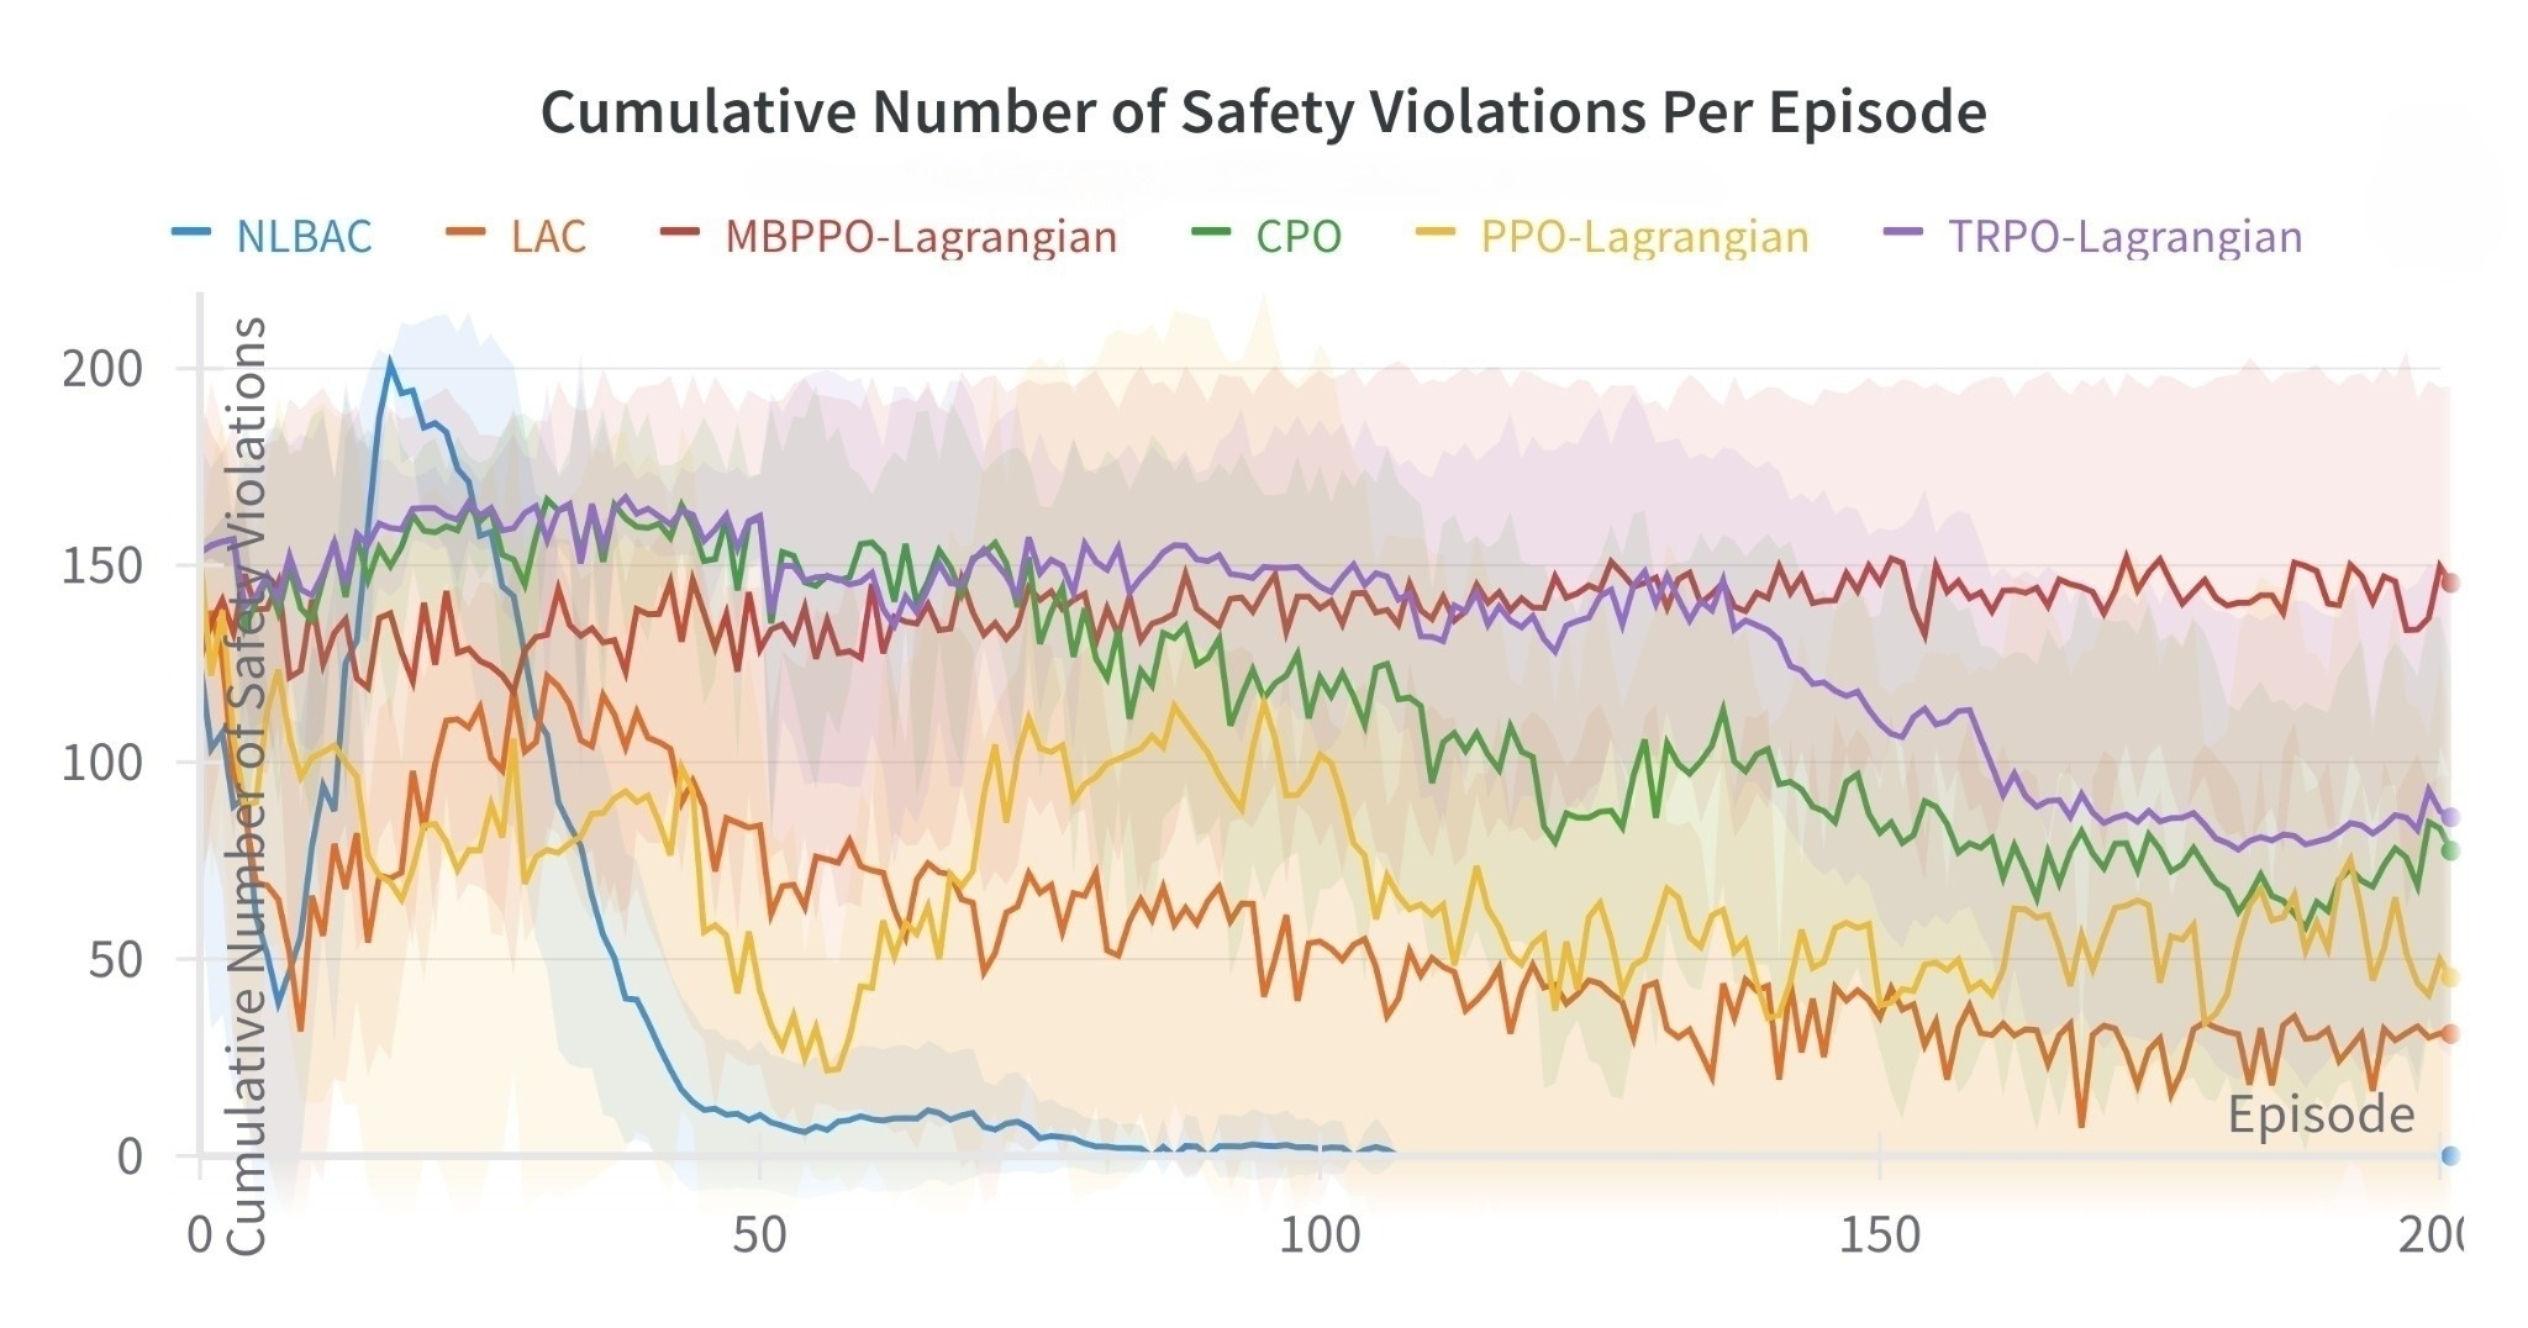 Cumulative Number of Safety Violations Per Episode
NLBAC LAC MBPPO-Lagrangian CPO PPO-Lagrangian TRPO-Lagrangian
Cumulative Number of Safety Violations
200
150
100
50
0
Episode
0 50 100 150 200